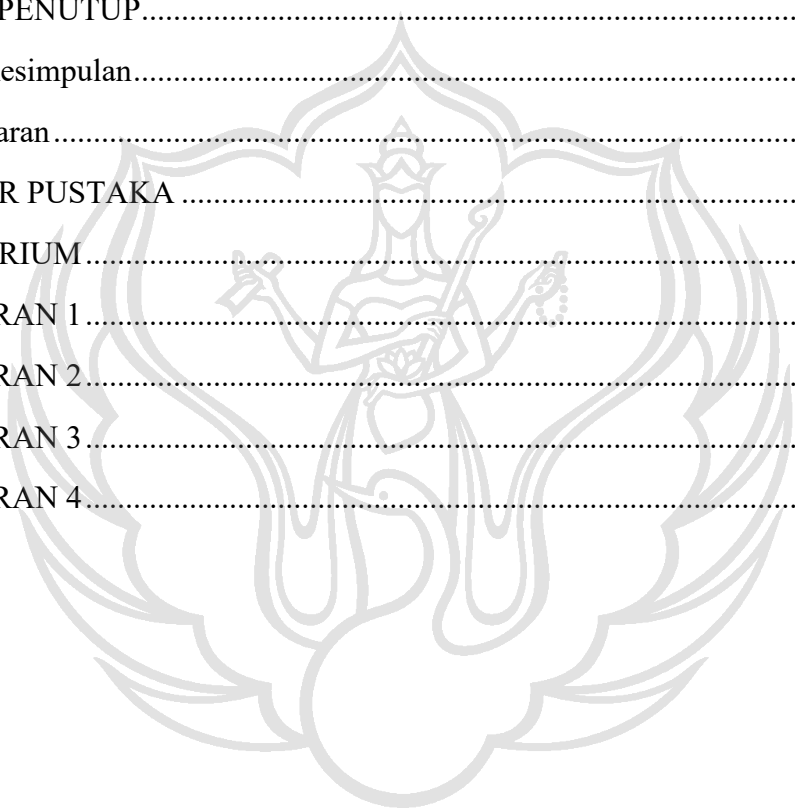 PENUTUP...........................................................................................
esimpulan...........................................................................................
aran...........................................................................................
R PUSTAKA ...........................................................................................
RIUM...........................................................................................
RAN 1...........................................................................................
RAN 2...........................................................................................
RAN 3...........................................................................................
RAN 4...........................................................................................